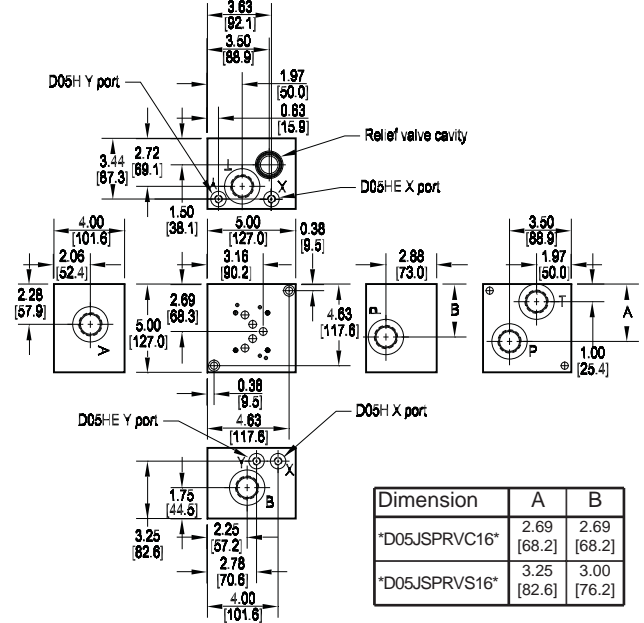 3.63
[92.1]
3.50
[88.9]
D05H Y port
1.97
[50.0]
0.63
[15.9]
Relief valve cavity
3.44
[87.3]
2.72
[69.1]
T
Y
X
D05HE X port
1.50
[38.1]
4.00
[101.6]
2.06
[52.4]
5.00
[127.0]
3.16
[90.2]
0.38
[9.5]
2.88
[73.0]
3.50
[88.9]
1.97
[50.0]
2.28
[57.9]
A
5.00
[127.0]
2.69
[68.3]
4.63
[117.6]
P
B
T
P
A
1.00
[25.4]
0.38
[9.5]
D05HE Y port
4.63
[117.6]
D05H X port
Y
X
B
1.75
[44.5]
3.25
[82.6]
2.25
[57.2]
2.78
[70.6]
4.00
[101.6]
Dimension A B
*D05JSPRVC16* 2.69 [68.2] 2.69 [68.2]
*D05JSPRVS16* 3.25 [82.6] 3.00 [76.2]